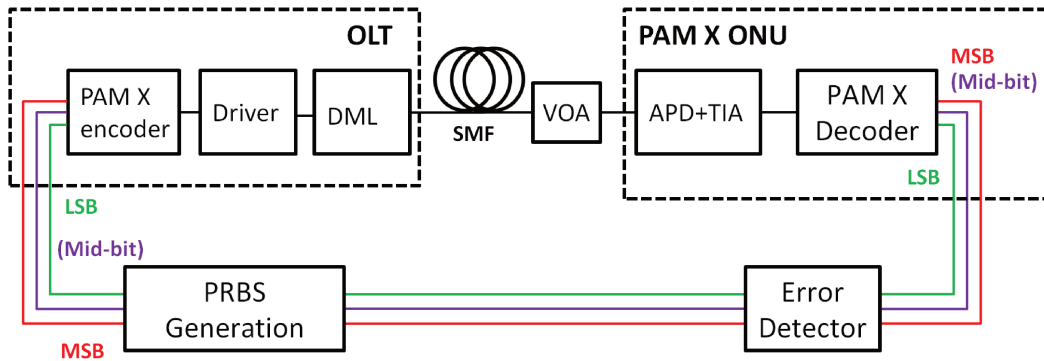 OLT
PAM X ONU
PAM X
encoder
Driver
DML
SMF
VOA
APD+TIA
PAM X
Decoder
MSB
(Mid-bit)
LSB
LSB
(Mid-bit)
MSB
PRBS
Generation
Error
Detector